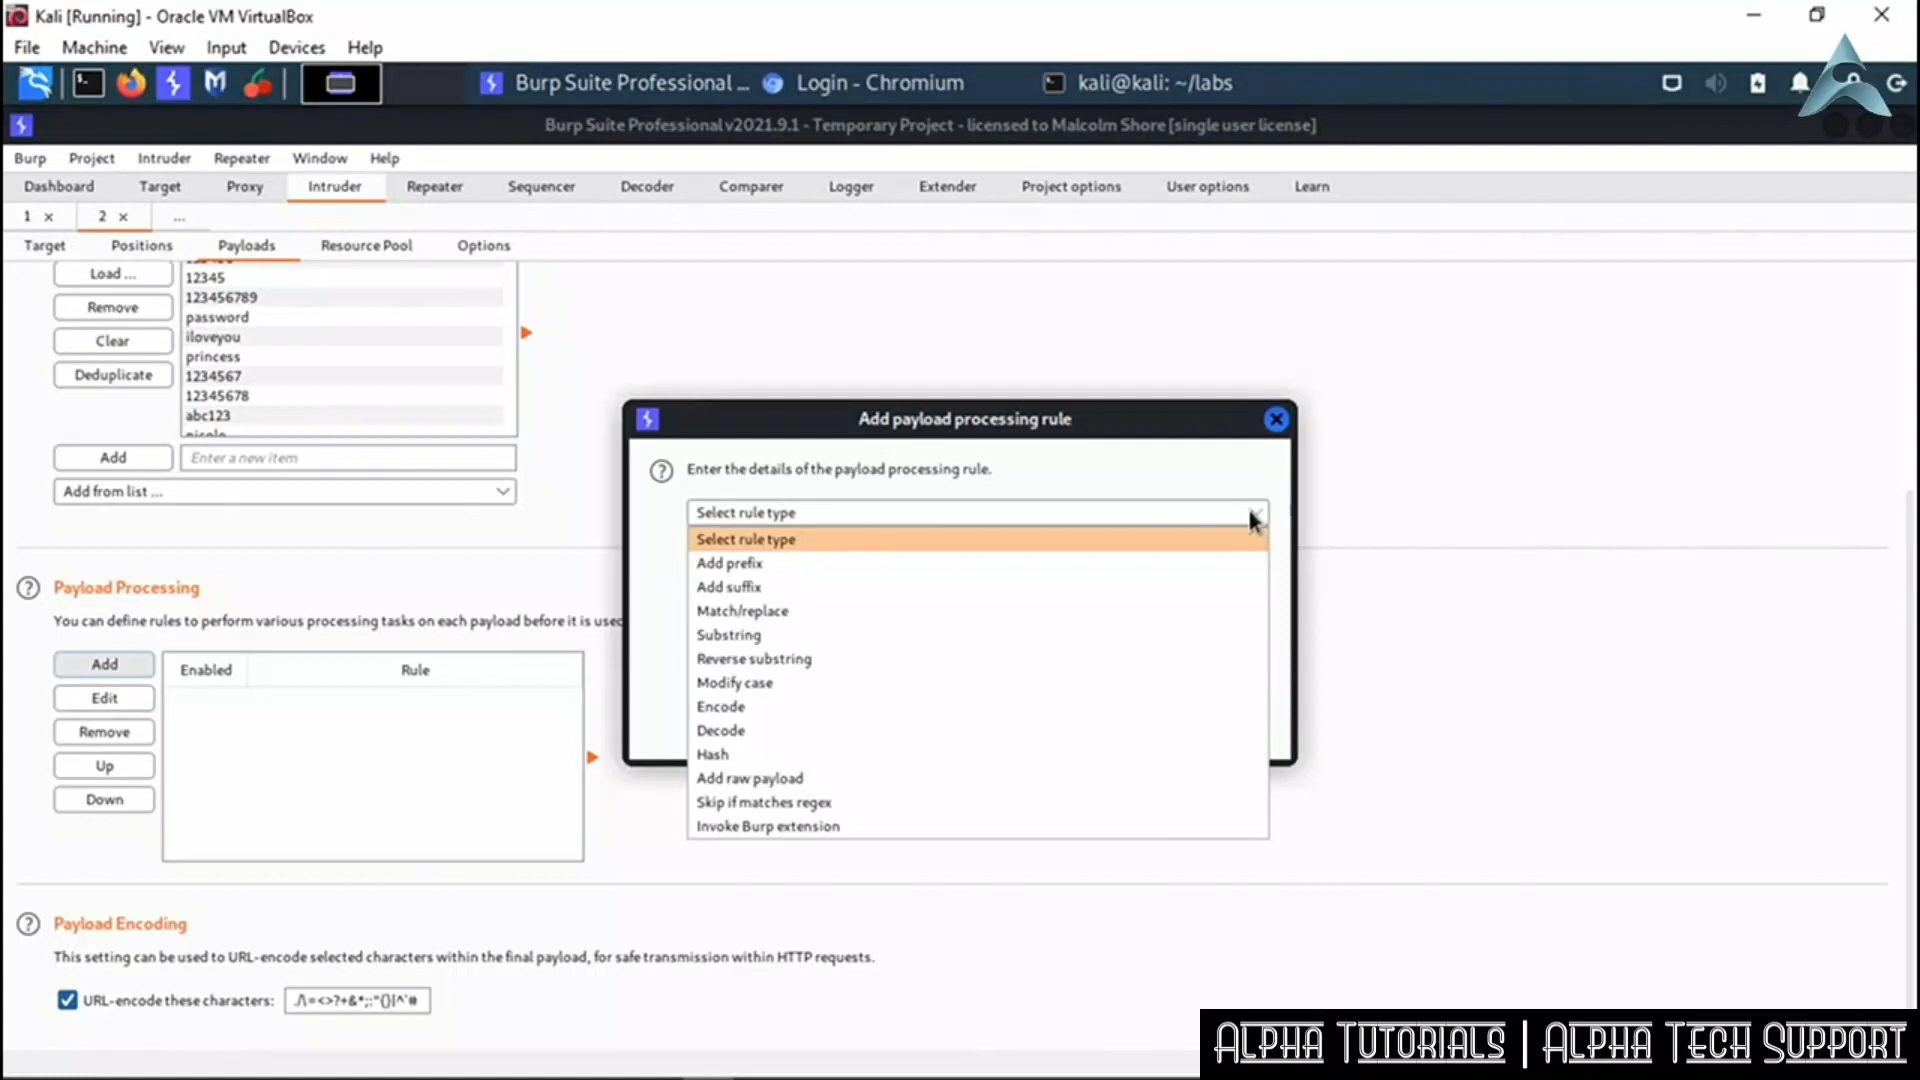 Kali [Running] - Oracle VM VirtualBox
File Machine View Input Devices Help
Burp Suite Professional ... Login - Chromium kali@kali: ~/labs
Burp Suite Professional v2021.9.1 - Temporary Project - licensed to Malcolm Shore [single user license]
Burp Project Intruder Repeater Window Help
Dashboard Target Proxy Intruder Repeater Sequencer Decoder Comparer Logger Extender Project options User options Learn
1 × 2 × ...
Target Positions Payloads Resource Pool Options
Load ...
Remove
Clear
Deduplicate
12345
123456789
password
iloveyou
princess
1234567
12345678
abc123
nicole
Add Enter a new item
Add from list ...
Add payload processing rule
Enter the details of the payload processing rule.
Select rule type
Select rule type
Add prefix
Add suffix
Match/replace
Substring
Reverse substring
Modify case
Encode
Decode
Hash
Add raw payload
Skip if matches regex
Invoke Burp extension
Payload Processing
You can define rules to perform various processing tasks on each payload before it is used
Add
Edit
Remove
Up
Down
Enabled Rule
Payload Encoding
This setting can be used to URL-encode selected characters within the final payload, for safe transmission within HTTP requests.
URL-encode these characters: ./\=<>?+&*;:"{}|^`#
Alpha Tutorials | Alpha Tech Support